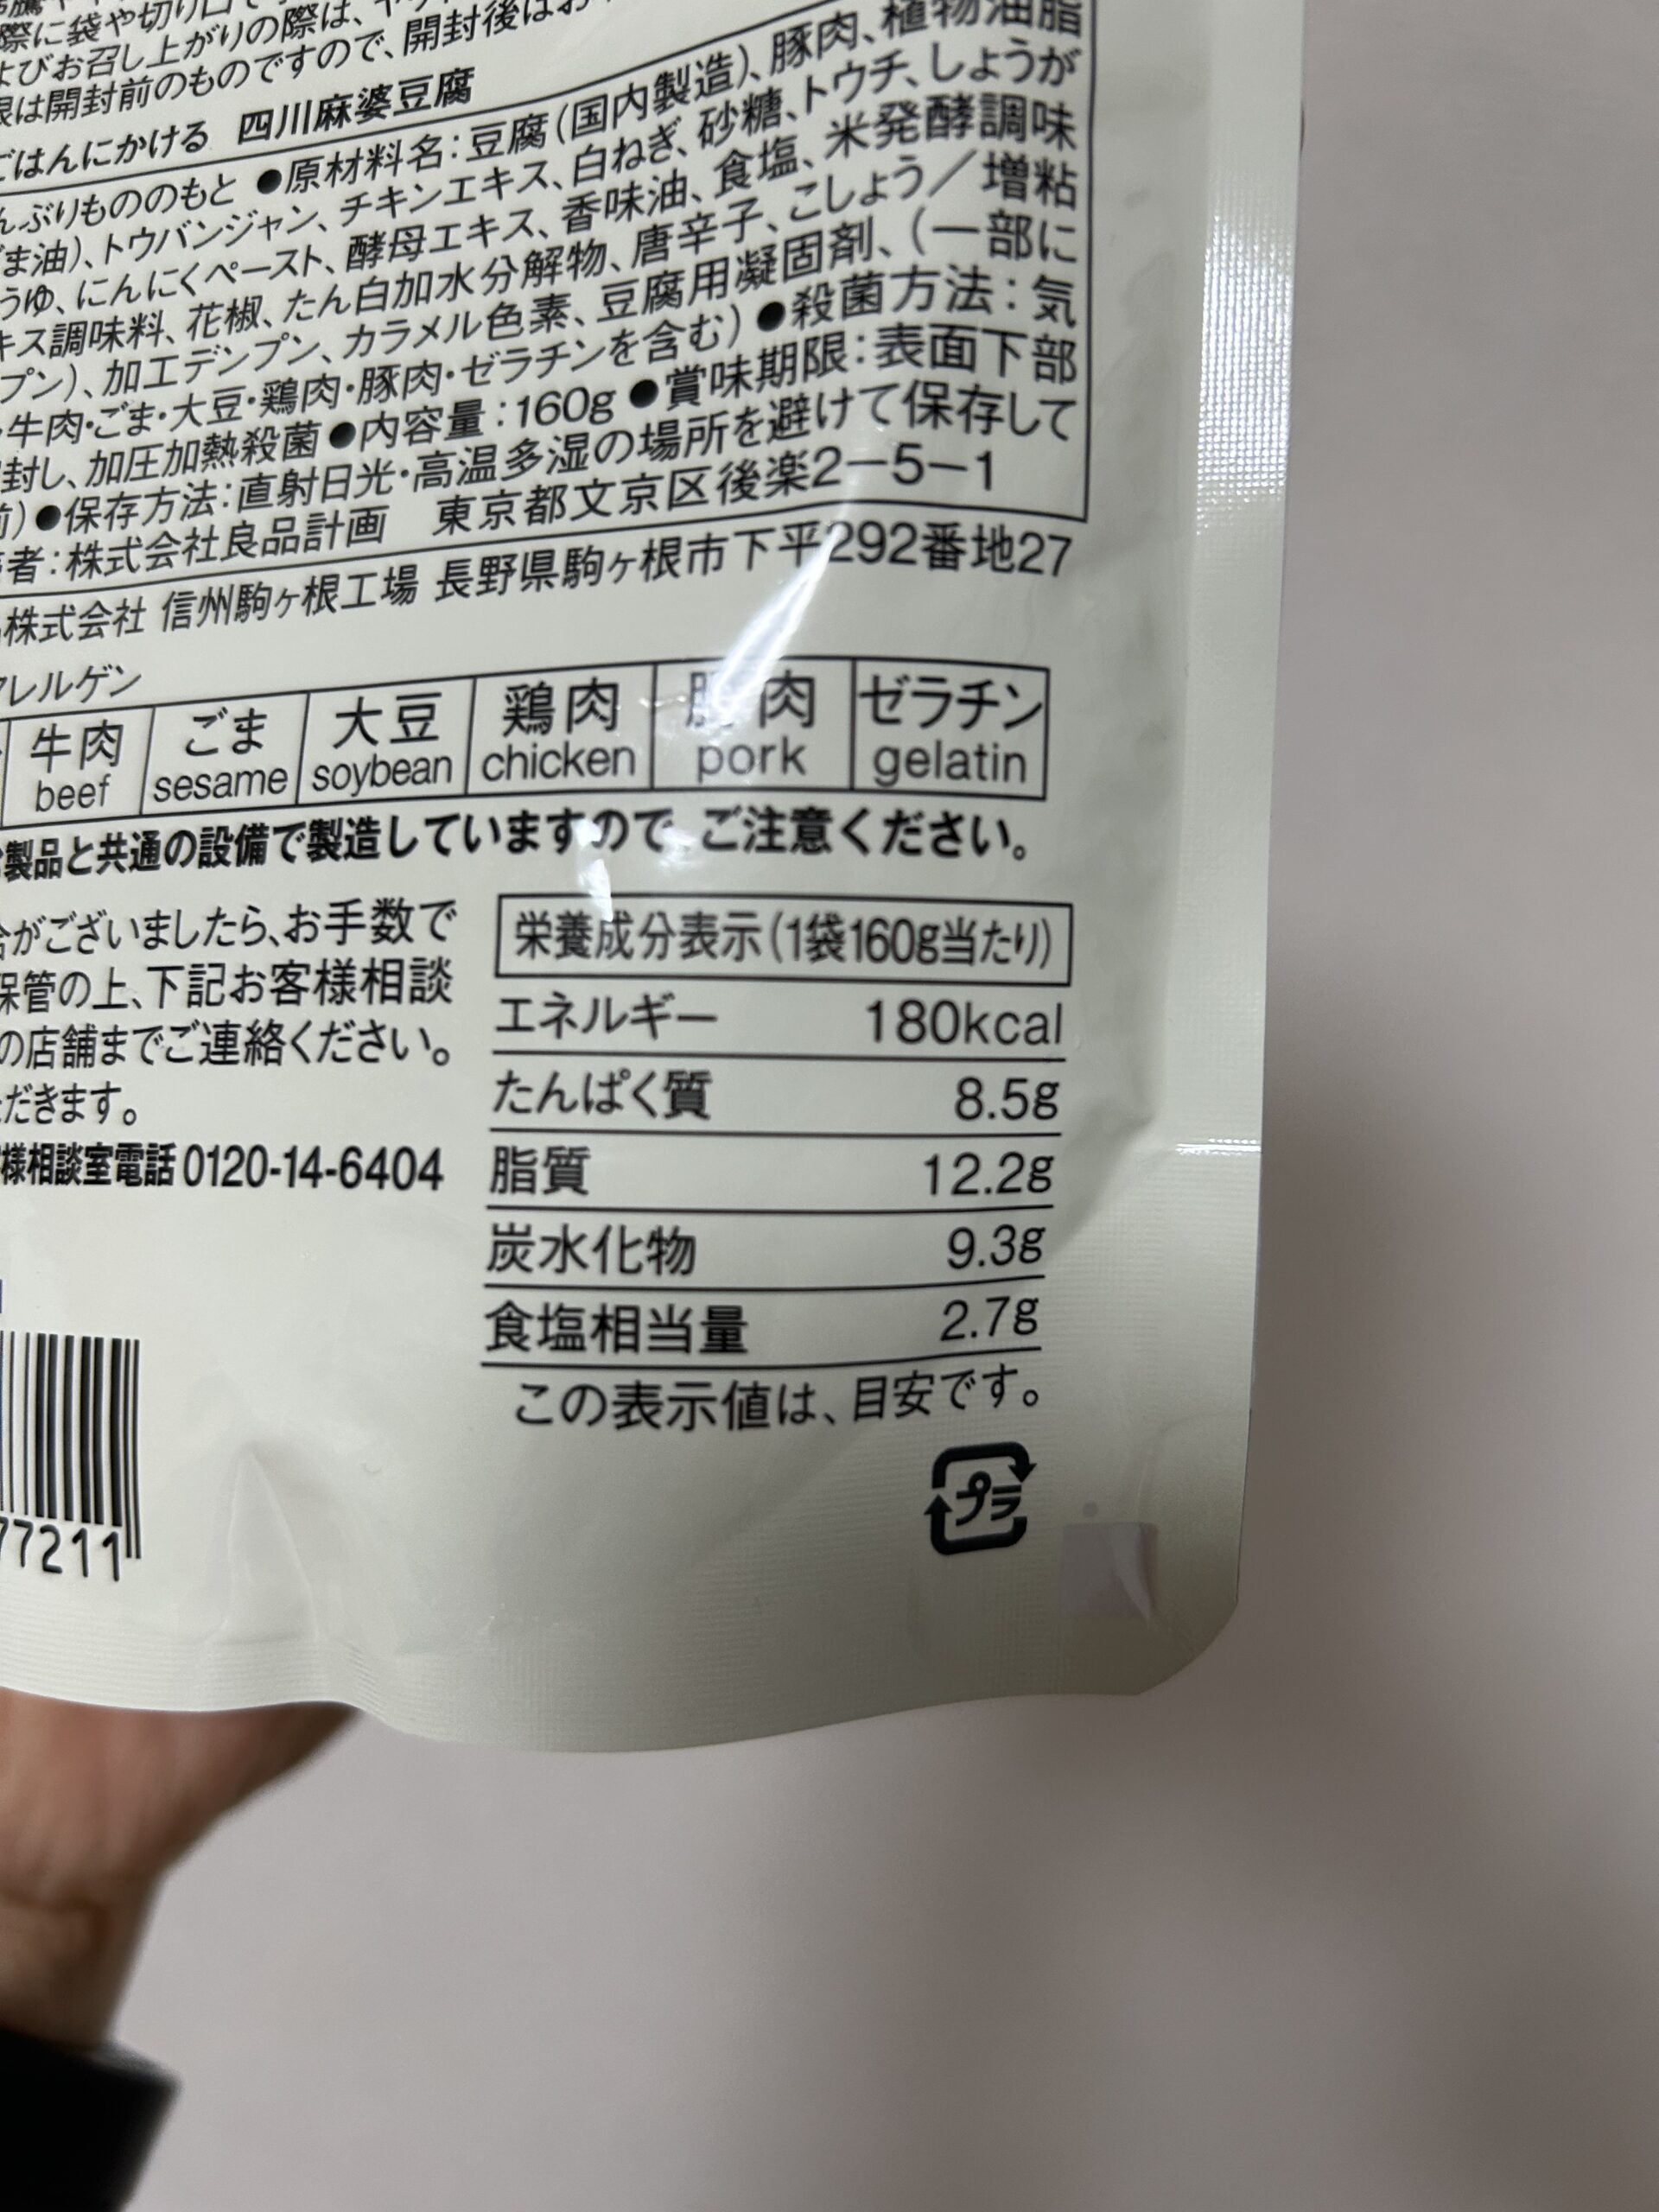 際に袋や切り口で
よびお召し上がりの際は、や
限は開封前のものですので、開封後はお
ごはんにかける 四川麻婆豆腐
んぶりもののもと ●原材料名：豆腐（国内製造）、豚肉、植物油脂
ま油）、トウバンジャン、チキンエキス、白ねぎ、砂糖、トウチ、しょうが
うゆ、にんにくペースト、酵母エキス、香味油、食塩、米発酵調味
キス調味料、花椒、たん白加水分解物、唐辛子、こしょう／増粘
プン）、加工デンプン、カラメル色素、豆腐用凝固剤、（一部に
・牛肉・ごま・大豆・鶏肉・豚肉・ゼラチンを含む） ●殺菌方法：気
封し、加圧加熱殺菌 ●内容量：160g ●賞味期限：表面下部
前） ●保存方法：直射日光・高温多湿の場所を避けて保存して
者：株式会社良品計画 東京都文京区後楽2-5-1
株式会社 信州駒ヶ根工場 長野県駒ヶ根市下平292番地27
アレルゲン
牛肉 ごま 大豆 鶏肉 豚肉 ゼラチン
beef sesame soybean chicken pork gelatin
製品と共通の設備で製造していますので、ご注意ください。
合がございましたら、お手数で
保管の上、下記お客様相談
の店舗までご連絡ください。
ただきます。
様相談室電話 0120-14-6404
栄養成分表示（1袋160g当たり）
エネルギー 180kcal
たんぱく質 8.5g
脂質 12.2g
炭水化物 9.3g
食塩相当量 2.7g
この表示値は、目安です。
プラ
77211